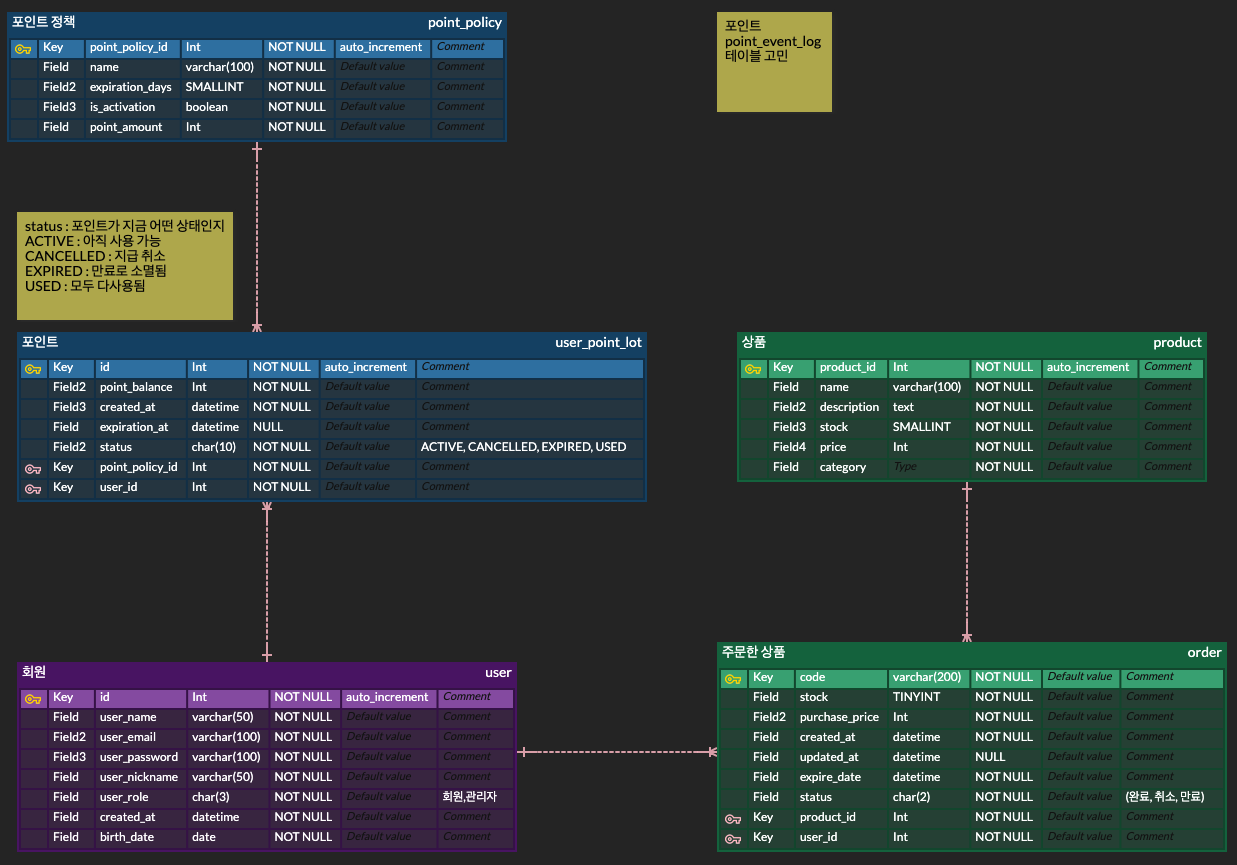 포인트 정책 point_policy
Key point_policy_id Int NOT NULL auto_increment Comment
Field name varchar(100) NOT NULL Default value Comment
Field2 expiration_days SMALLINT NOT NULL Default value Comment
Field3 is_activation boolean NOT NULL Default value Comment
Field point_amount Int NOT NULL Default value Comment
포인트
point_event_log
테이블 고민
status : 포인트가 지금 어떤 상태인지
ACTIVE : 아직 사용 가능
CANCELLED : 지급 취소
EXPIRED : 만료로 소멸됨
USED : 모두 다사용됨
포인트 user_point_lot
Key id Int NOT NULL auto_increment Comment
Field2 point_balance Int NOT NULL Default value Comment
Field3 created_at datetime NOT NULL Default value Comment
Field expiration_at datetime NULL Default value Comment
Field2 status char(10) NOT NULL Default value ACTIVE, CANCELLED, EXPIRED, USED
Key point_policy_id Int NOT NULL Default value Comment
Key user_id Int NOT NULL Default value Comment
상품 product
Key product_id Int NOT NULL auto_increment Comment
Field name varchar(100) NOT NULL Default value Comment
Field2 description text NOT NULL Default value Comment
Field3 stock SMALLINT NOT NULL Default value Comment
Field4 price Int NOT NULL Default value Comment
Field category Type NOT NULL Default value Comment
회원 user
Key id Int NOT NULL auto_increment Comment
Field user_name varchar(50) NOT NULL Default value Comment
Field2 user_email varchar(100) NOT NULL Default value Comment
Field3 user_password varchar(100) NOT NULL Default value Comment
Field user_nickname varchar(50) NOT NULL Default value Comment
Field user_role char(3) NOT NULL Default value 회원,관리자
Field created_at datetime NOT NULL Default value Comment
Field birth_date date NOT NULL Default value Comment
주문한 상품 order
Key code varchar(200) NOT NULL Default value Comment
Field stock TINYINT NOT NULL Default value Comment
Field2 purchase_price Int NOT NULL Default value Comment
Field created_at datetime NOT NULL Default value Comment
Field updated_at datetime NULL Default value Comment
Field expire_date datetime NOT NULL Default value Comment
Field status char(2) NOT NULL Default value (완료, 취소, 만료)
Key product_id Int NOT NULL Default value Comment
Key user_id Int NOT NULL Default value Comment